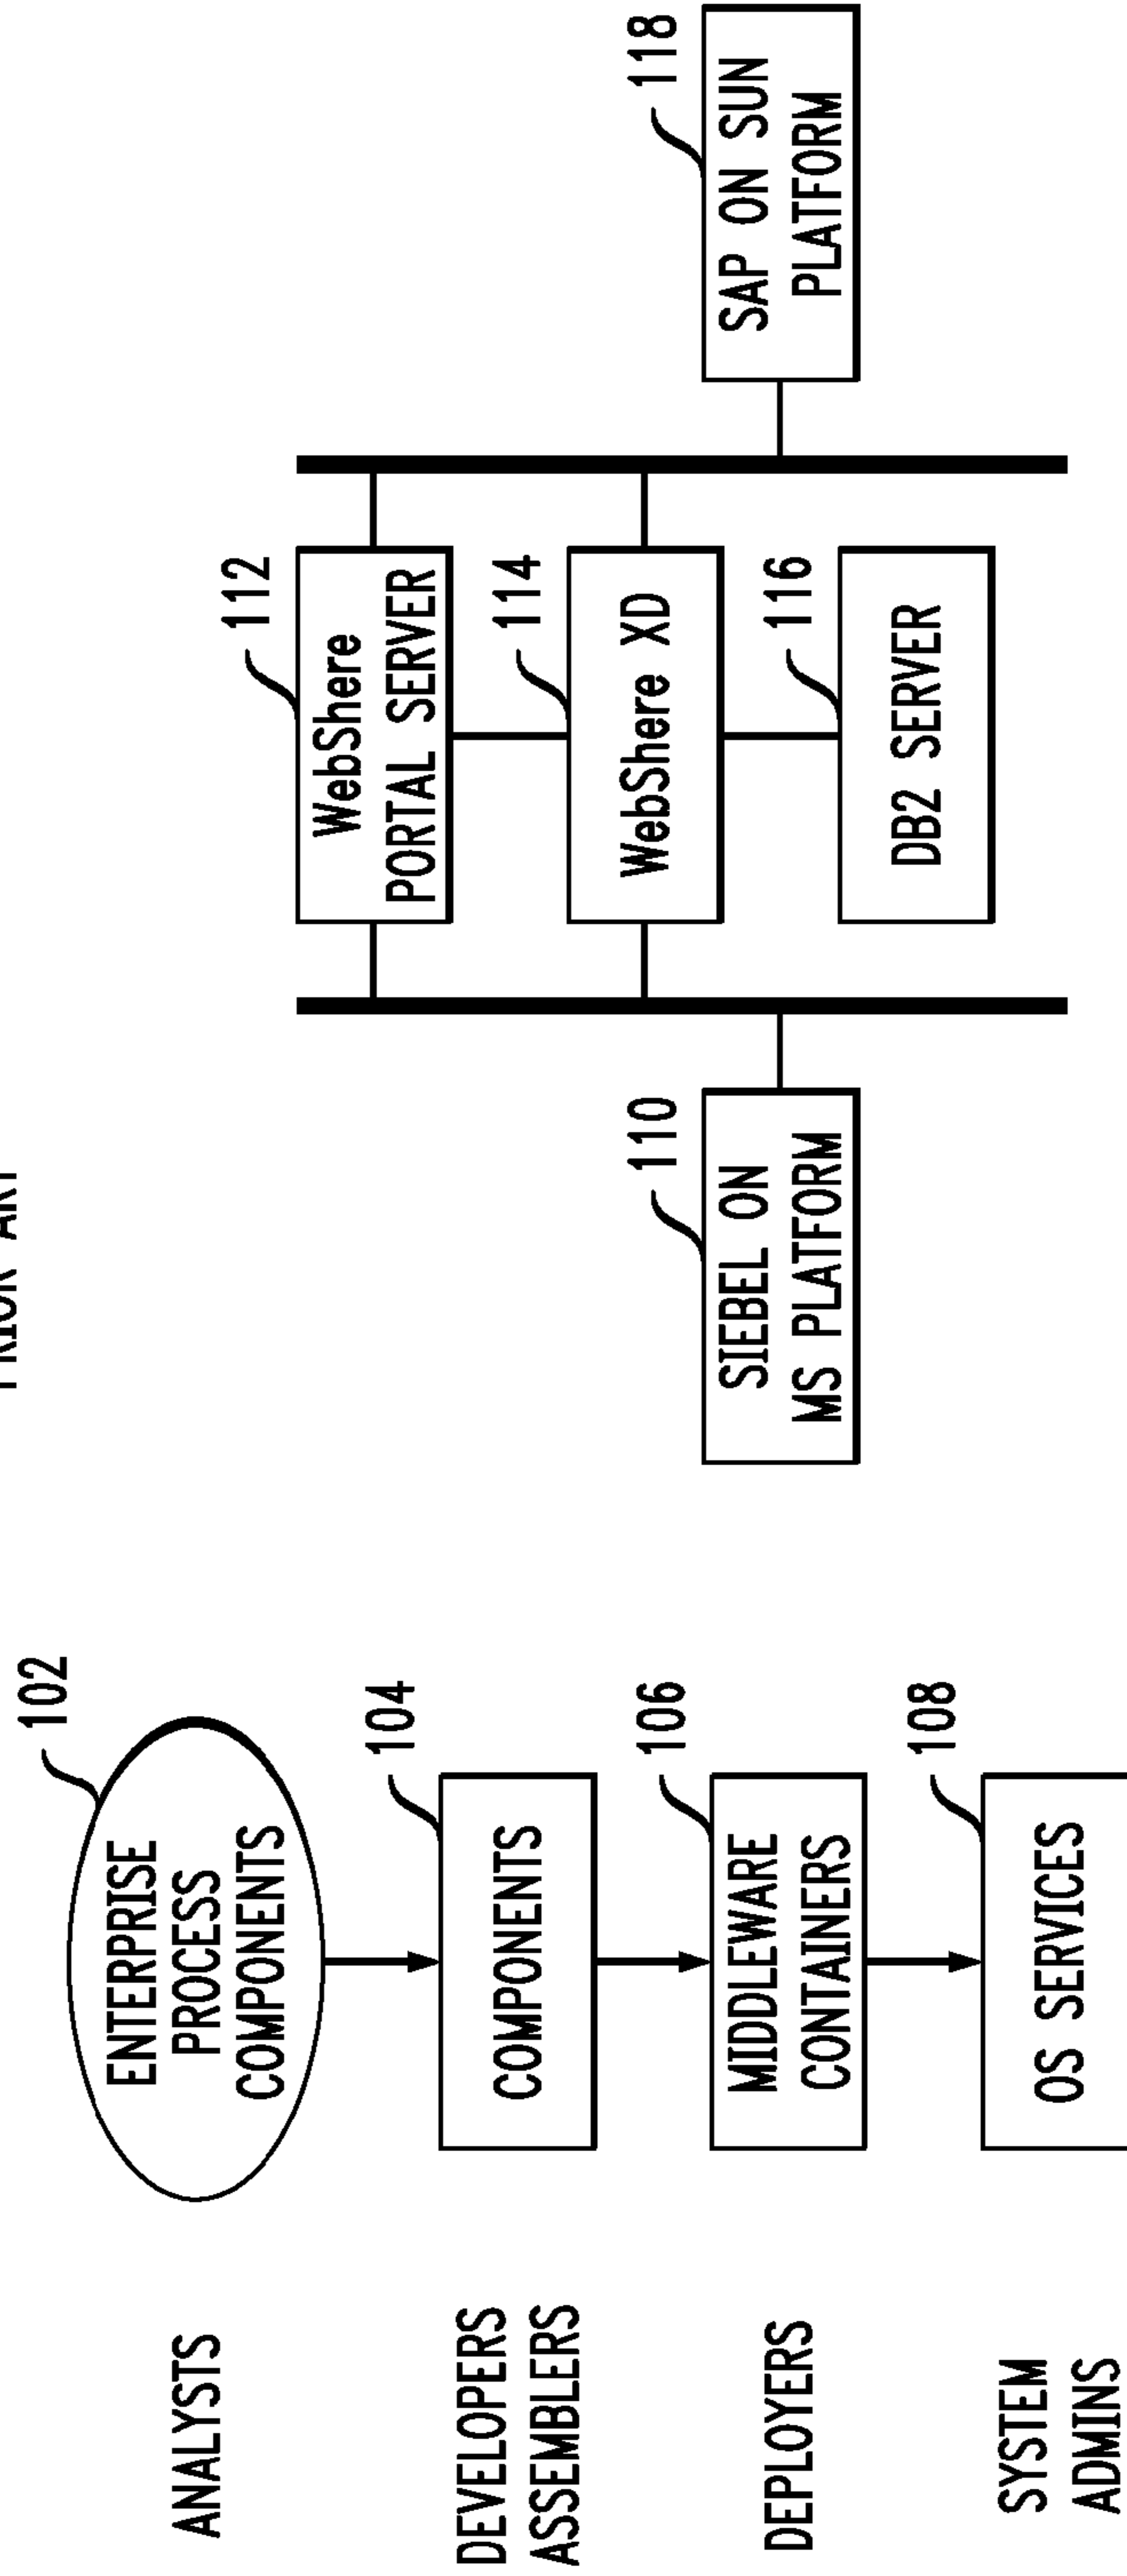 PRIOR ART
ANALYSTS
ENTERPRISE
PROCESS
COMPONENTS
102
DEVELOPERS
ASSEMBLERS
COMPONENTS
104
DEPLOYERS
MIDDLEWARE
CONTAINERS
106
SYSTEM
ADMINS
OS SERVICES
108
SIEBEL ON
MS PLATFORM
110
WebShere
PORTAL SERVER
112
WebShere XD
114
DB2 SERVER
116
SAP ON SUN
PLATFORM
118